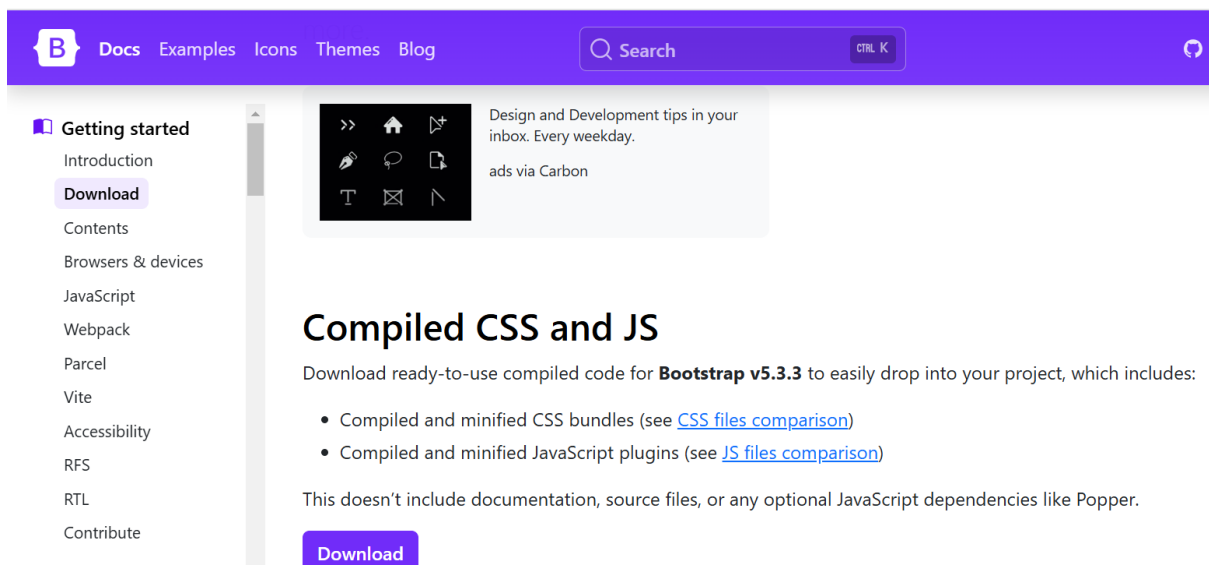 B Docs Examples Icons Themes Blog Search CTRL K
Getting started
Introduction
Download
Contents
Browsers & devices
JavaScript
Webpack
Parcel
Vite
Accessibility
RFS
RTL
Contribute
Design and Development tips in your
inbox. Every weekday.
ads via Carbon
Compiled CSS and JS
Download ready-to-use compiled code for Bootstrap v5.3.3 to easily drop into your project, which includes:
• Compiled and minified CSS bundles (see CSS files comparison)
• Compiled and minified JavaScript plugins (see JS files comparison)
This doesn’t include documentation, source files, or any optional JavaScript dependencies like Popper.
Download